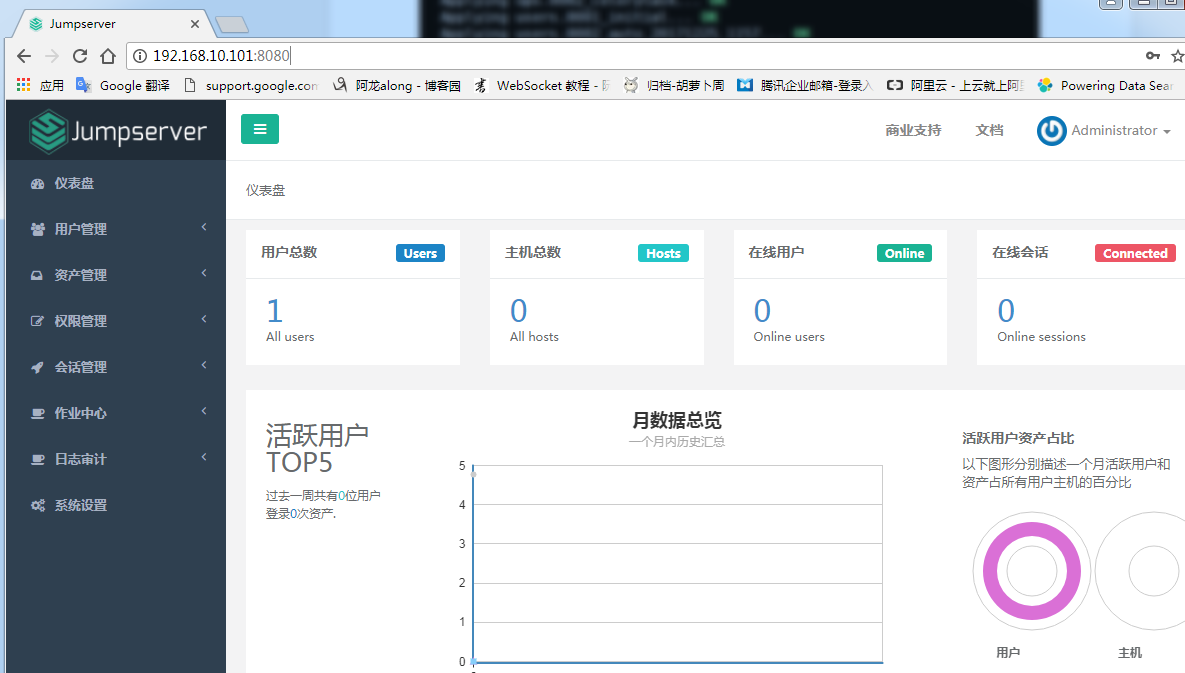 Applying users.0001_initial... OK
Jumpserver
192.168.10.101:8080
应用
Google 翻译
support.google.con
阿龙along - 博客园
WebSocket 教程 - 阮
归档-胡萝卜周
腾讯企业邮箱-登录入
阿里云 - 上云就上阿里
Powering Data Sear
Jumpserver
商业支持
文档
Administrator
仪表盘
用户管理
资产管理
权限管理
会话管理
作业中心
日志审计
系统设置
仪表盘
用户总数
Users
1
All users
主机总数
Hosts
0
All hosts
在线用户
Online
0
Online users
在线会话
Connected
0
Online sessions
活跃用户
TOP5
过去一周共有0位用户
登录0次资产.
月数据总览
一个月内历史汇总
5
4
3
2
1
0
活跃用户资产占比
以下图形分别描述一个月活跃用户和
资产占所有用户主机的百分比
用户
主机